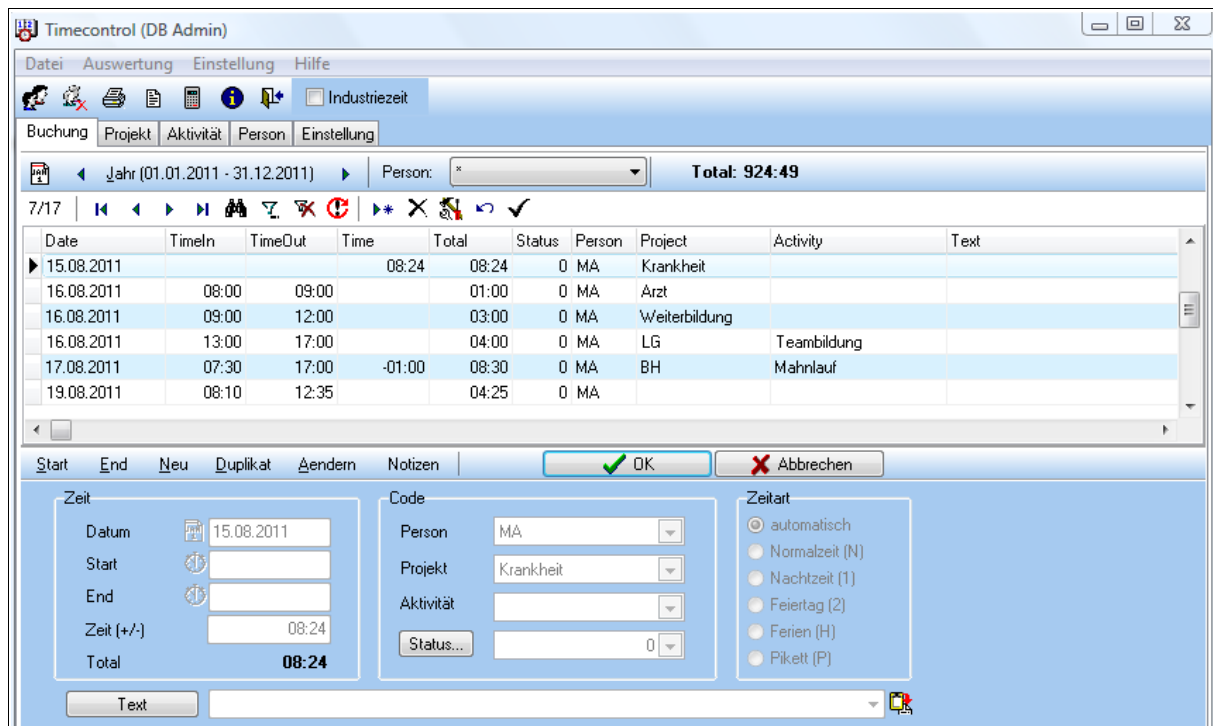 Timecontrol (DB Admin)
Datei Auswertung Einstellung Hilfe
Industriezeit
Buchung Projekt Aktivität Person Einstellung
Jahr (01.01.2011 - 31.12.2011) Person: * Total: 924:49
7/17
Date TimeIn TimeOut Time Total Status Person Project Activity Text
15.08.2011 08:24 08:24 0 MA Krankheit
16.08.2011 08:00 09:00 01:00 0 MA Arzt
16.08.2011 09:00 12:00 03:00 0 MA Weiterbildung
16.08.2011 13:00 17:00 04:00 0 MA LG Teambildung
17.08.2011 07:30 17:00 -01:00 08:30 0 MA BH Mahnlauf
19.08.2011 08:10 12:35 04:25 0 MA
Start End Neu Duplikat Aendern Notizen OK Abbrechen
Zeit Code Zeitart
Datum 15.08.2011 Person MA automatisch
Start Projekt Krankheit Normalzeit (N)
End Aktivität Nachtzeit (1)
Zeit (+/-) 08:24 Status... 0 Feiertag (2)
Total 08:24 Ferien (H)
Pikett (P)
Text